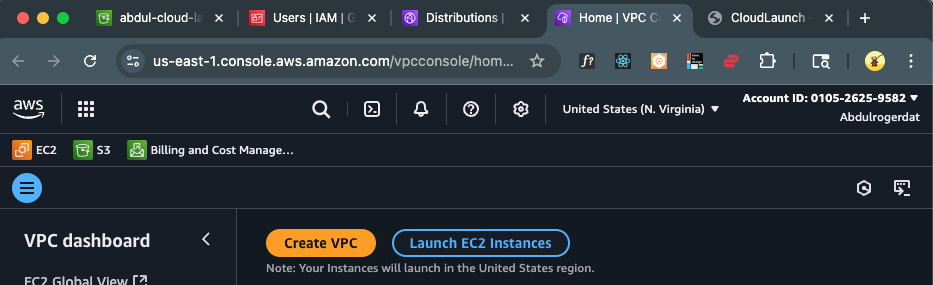 abdul-cloud-la
Users | IAM | G
Distributions |
Home | VPC C
CloudLaunch
us-east-1.console.aws.amazon.com/vpcconsole/hom...
f?
aws
United States (N. Virginia)
Account ID: 0105-2625-9582
Abdulrogerdat
EC2
S3
Billing and Cost Manage...
VPC dashboard
Create VPC
Launch EC2 Instances
Note: Your Instances will launch in the United States region.
EC2 Global View